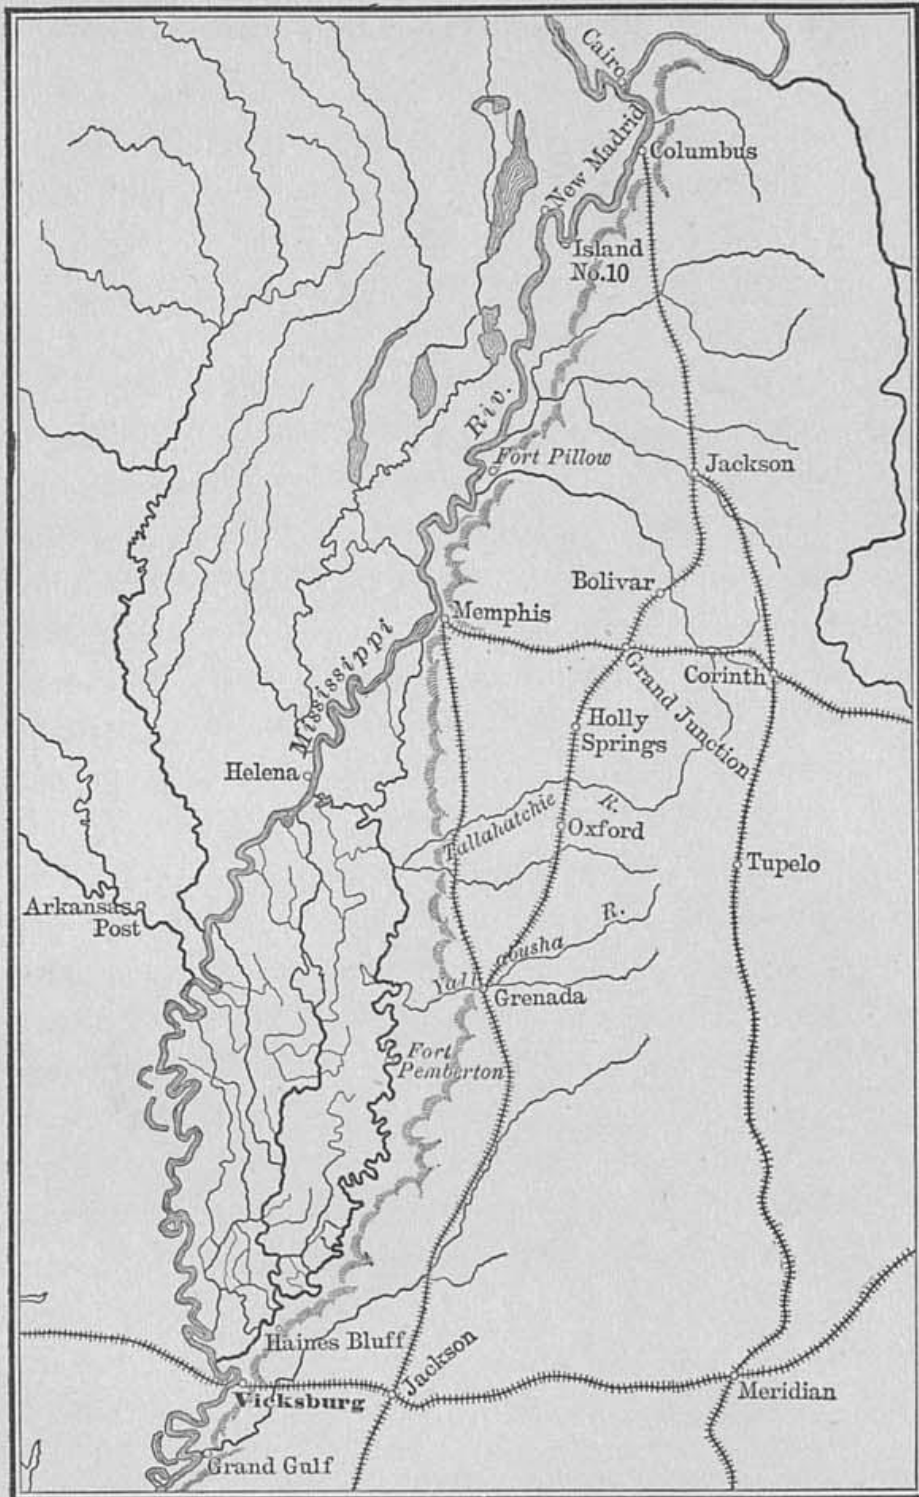 Cairo
New Madrid
Columbus
Island
No.10
Riv.
Fort Pillow
Jackson
Bolivar
Memphis
Mississippi
Grand Junction
Corinth
Holly
Springs
Helena
Tallahatchie R.
Oxford
Tupelo
Arkansas
Post
Yallabusha R.
Grenada
Fort
Pemberton
Haines Bluff
Jackson
Vicksburg
Meridian
Grand Gulf